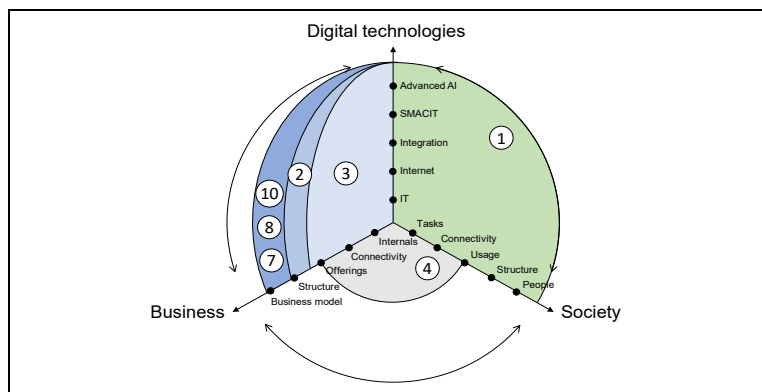 Digital technologies
Advanced AI
SMACIT
1
Integration
2
3
Internet
10
IT
8
Tasks
Internals
Connectivity
Connectivity
7
Usage
4
Offerings
Structure
Structure
People
Business model
Business
Society